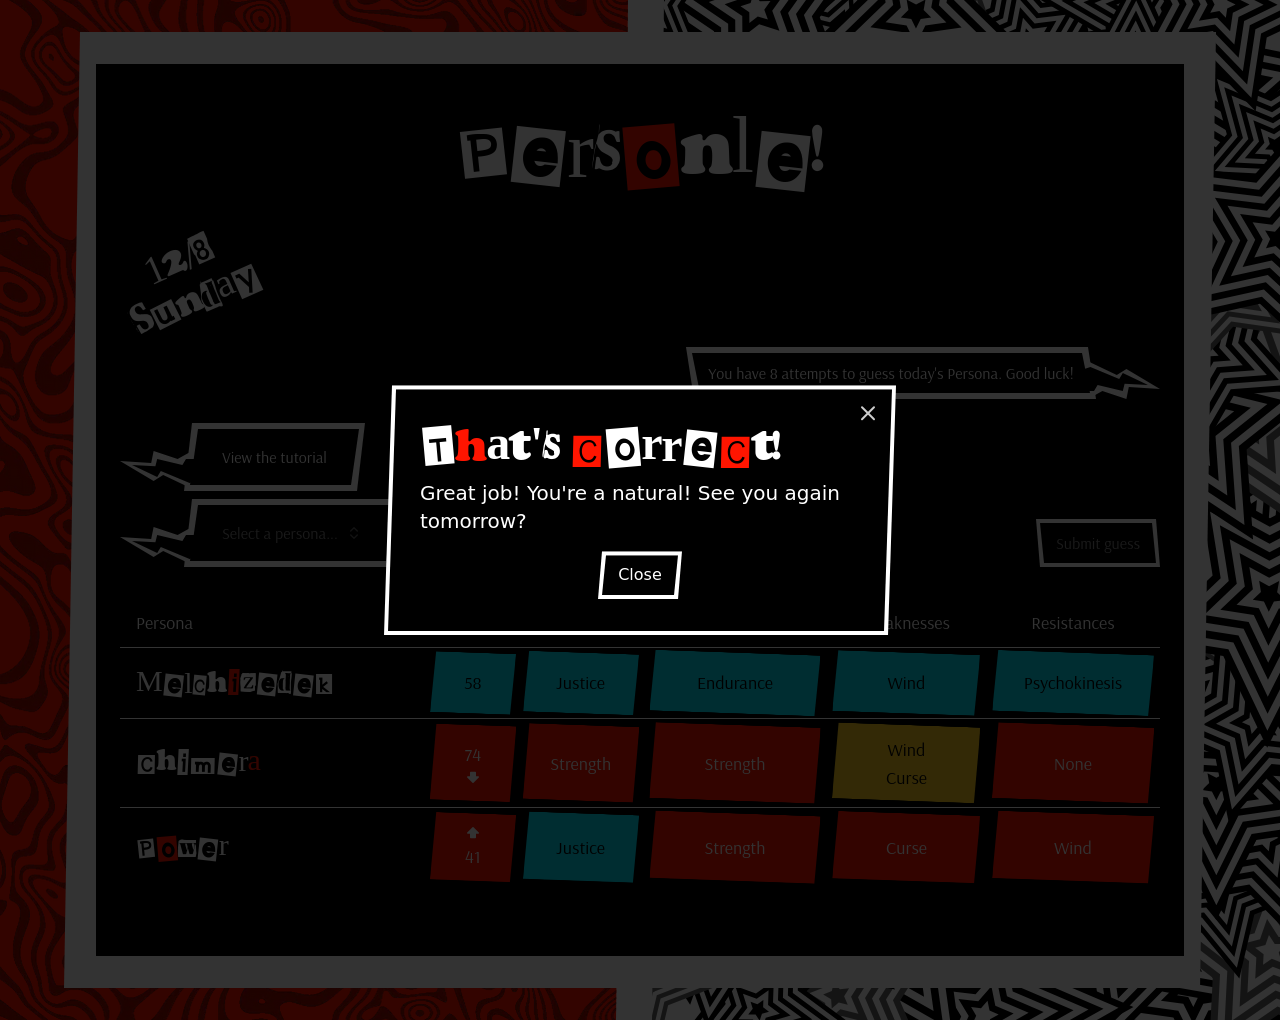 Personle!
12/8
Sunday
You have 8 attempts to guess today's Persona. Good luck!
That's correct!
Great job! You're a natural! See you again
tomorrow?
Close
View the tutorial
Select a persona...
Submit guess
Persona
aknesses Resistances
Melchizedek 58 Justice Endurance Wind Psychokinesis
Chimera 74 Strength Strength Wind
Curse None
Power 41 Justice Strength Curse Wind